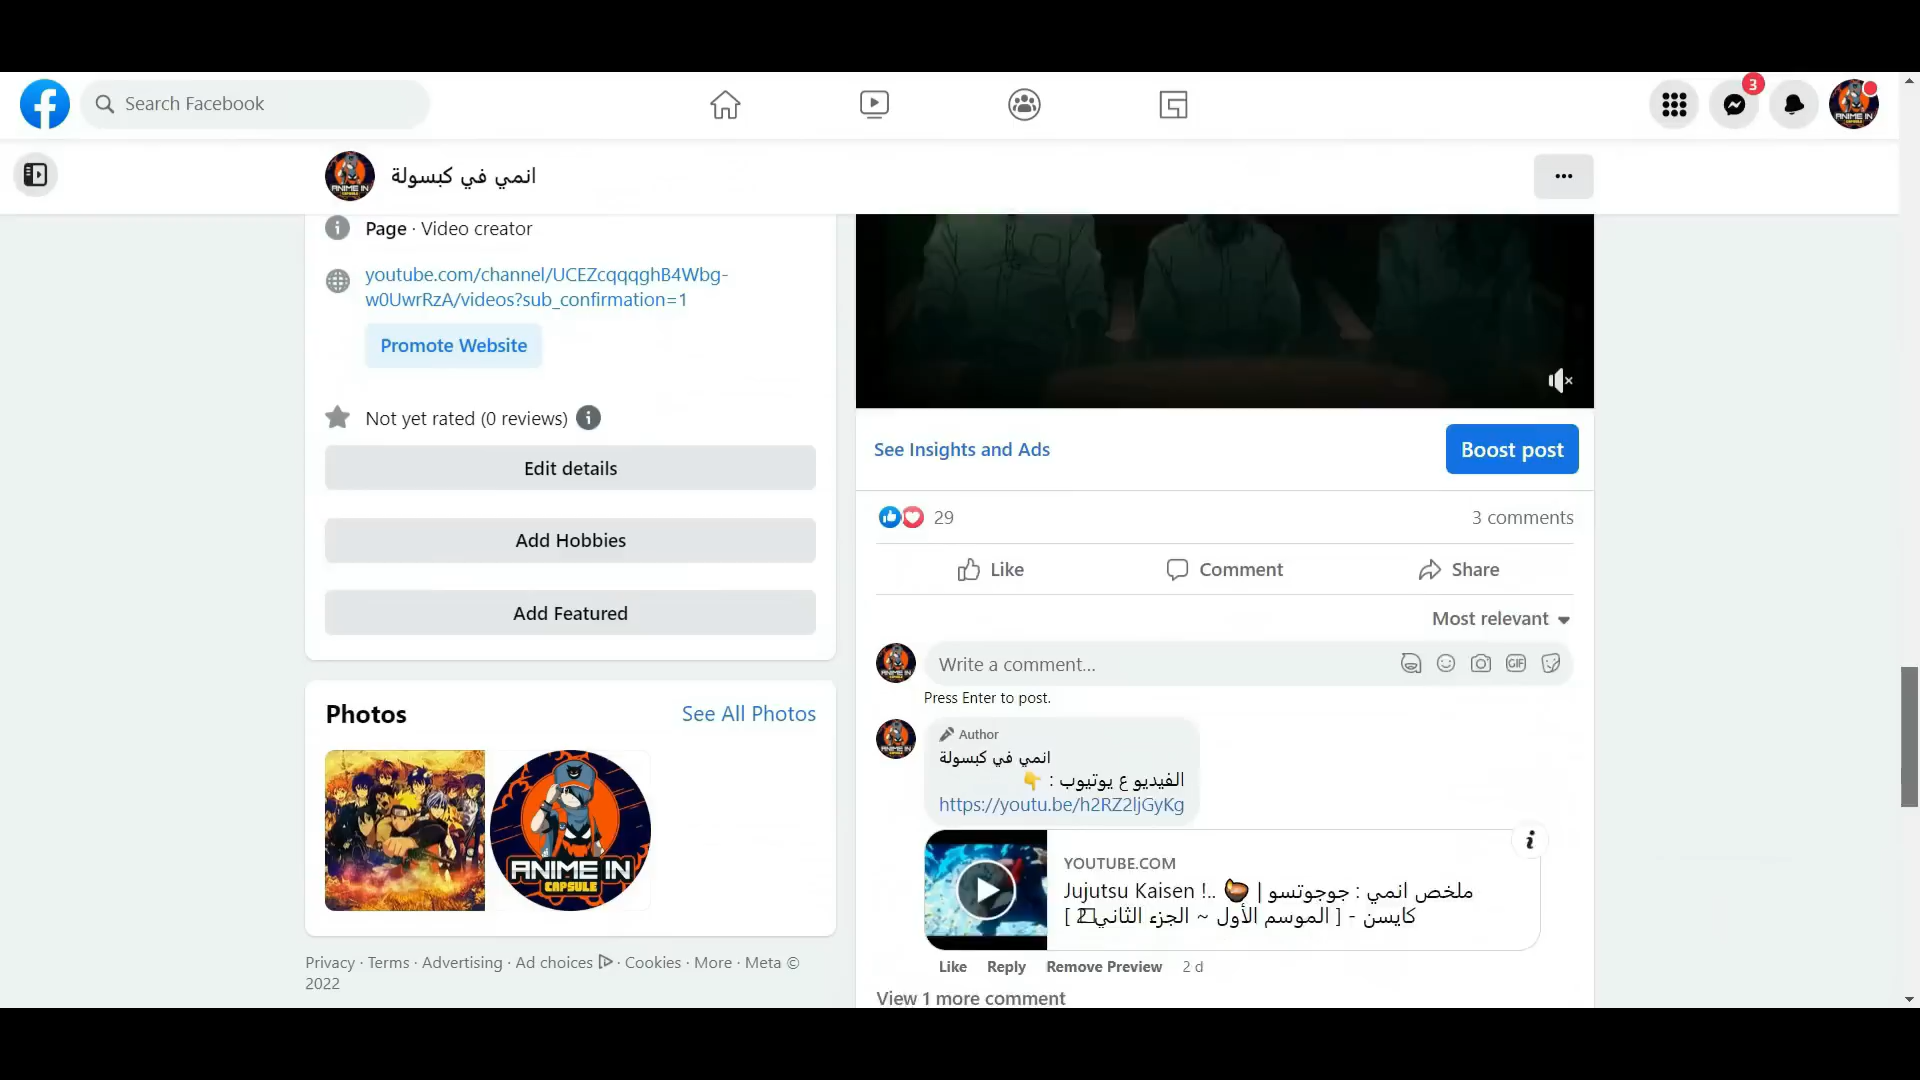 Search Facebook
3
ANIME IN
انمي في كبسولة
...
Page · Video creator
youtube.com/channel/UCEZcqqqghB4Wbg-
w0UwrRzA/videos?sub_confirmation=1
Promote Website
Not yet rated (0 reviews)
Edit details
Add Hobbies
Add Featured
Photos
See All Photos
ANIME IN
CAPSULE
Privacy · Terms · Advertising · Ad choices · Cookies · More · Meta ©
2022
See Insights and Ads
Boost post
29
3 comments
Like
Comment
Share
Most relevant
Write a comment...
GIF
Press Enter to post.
Author
انمي في كبسولة
الفيديو ع يوتيوب : 👇
https://youtu.be/h2RZ2ljGyKg
YOUTUBE.COM
ملخص انمي : جوجوتسو | Jujutsu Kaisen !..
كايسن - [ الموسم الأول ~ الجزء الثاني 2 ]
Like Reply Remove Preview 2 d
View 1 more comment